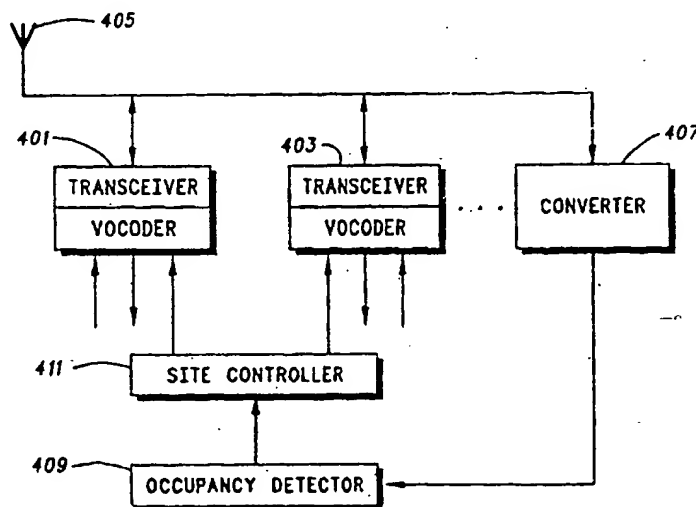 405
401
403
407
TRANSCEIVER
VOCODER
TRANSCEIVER
VOCODER
...
CONVERTER
411
SITE CONTROLLER
409
OCCUPANCY DETECTOR